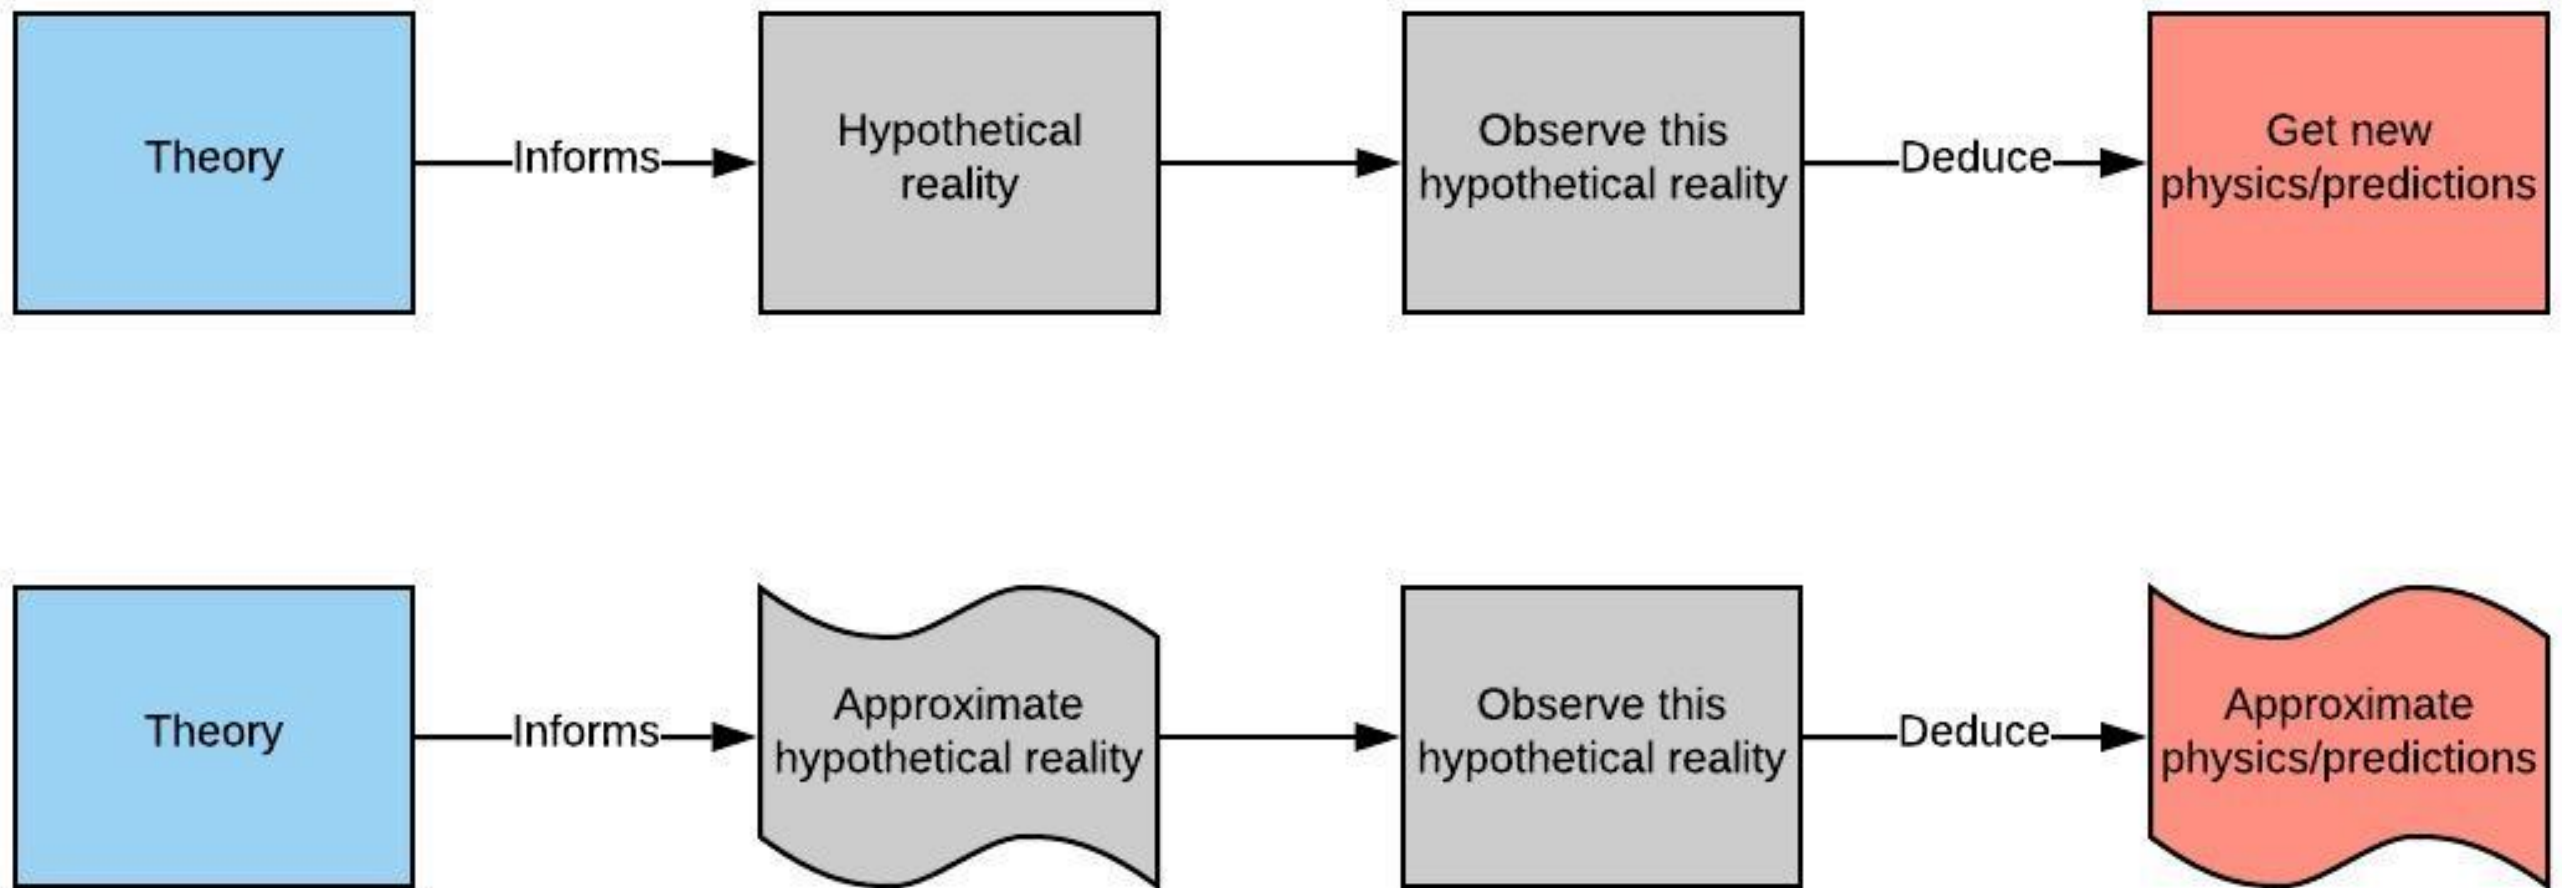 Theory
Informs
Hypothetical
reality
Observe this
hypothetical reality
Deduce
Get new
physics/predictions
Theory
Informs
Approximate
hypothetical reality
Observe this
hypothetical reality
Deduce
Approximate
physics/predictions